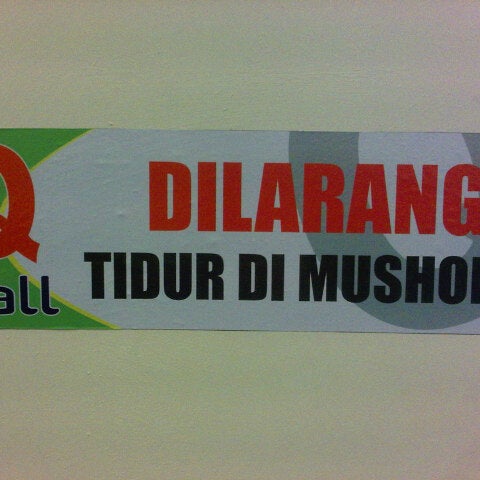 Q
all
DILARANG
TIDUR DI MUSHO